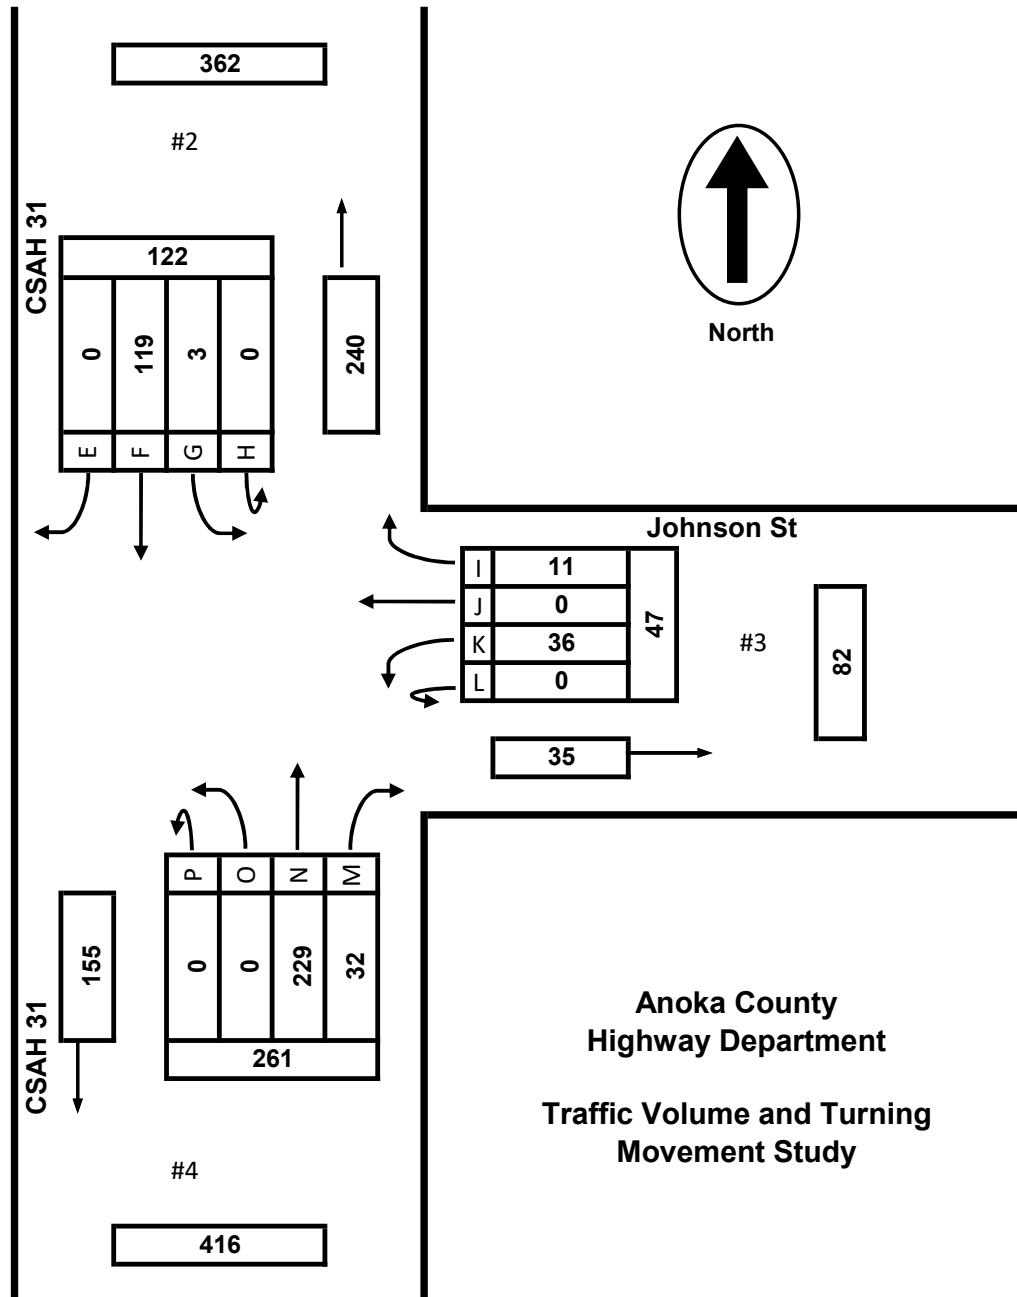 362
#2
CSAH 31
122
0
119
3
0
E
F
G
H
240
North
Johnson St
I
11
J
0
K
36
L
0
47
#3
82
35
P
O
N
M
0
0
229
32
261
155
CSAH 31
#4
416
Anoka County
Highway Department
Traffic Volume and Turning
Movement Study